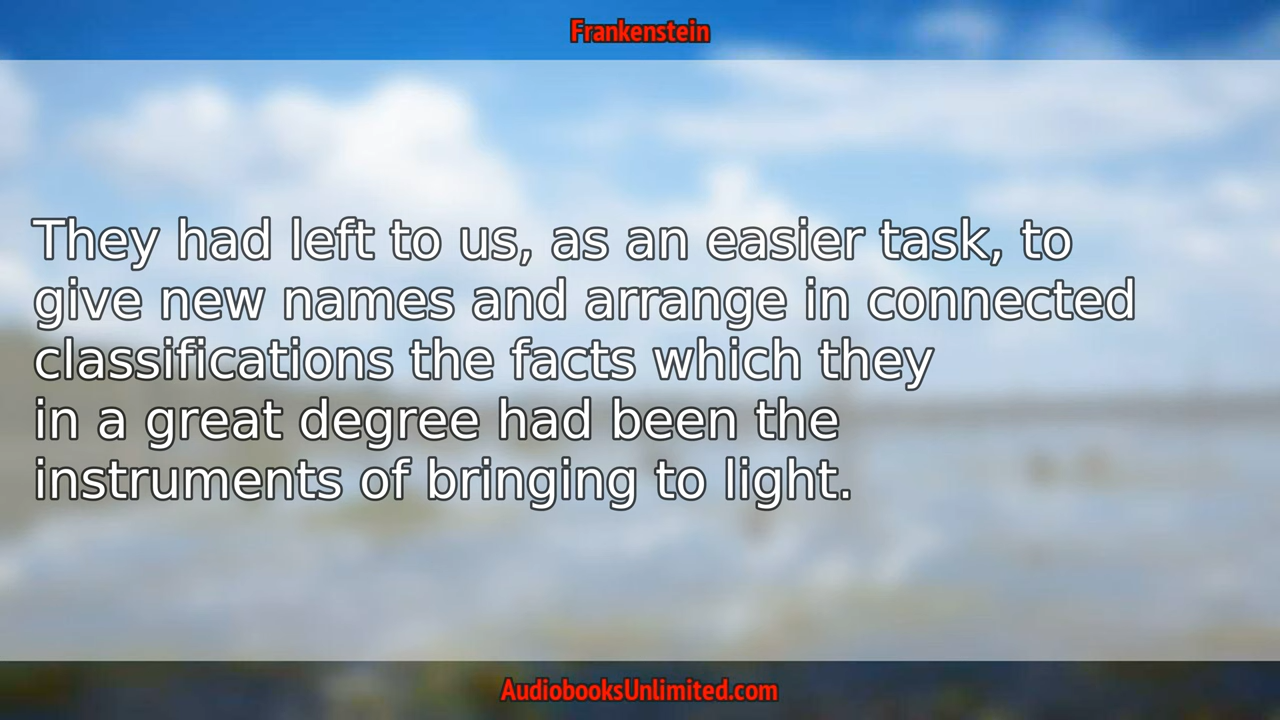 Frankenstein
They had left to us, as an easier task, to
give new names and arrange in connected
classifications the facts which they
in a great degree had been the
instruments of bringing to light.
AudiobooksUnlimited.com